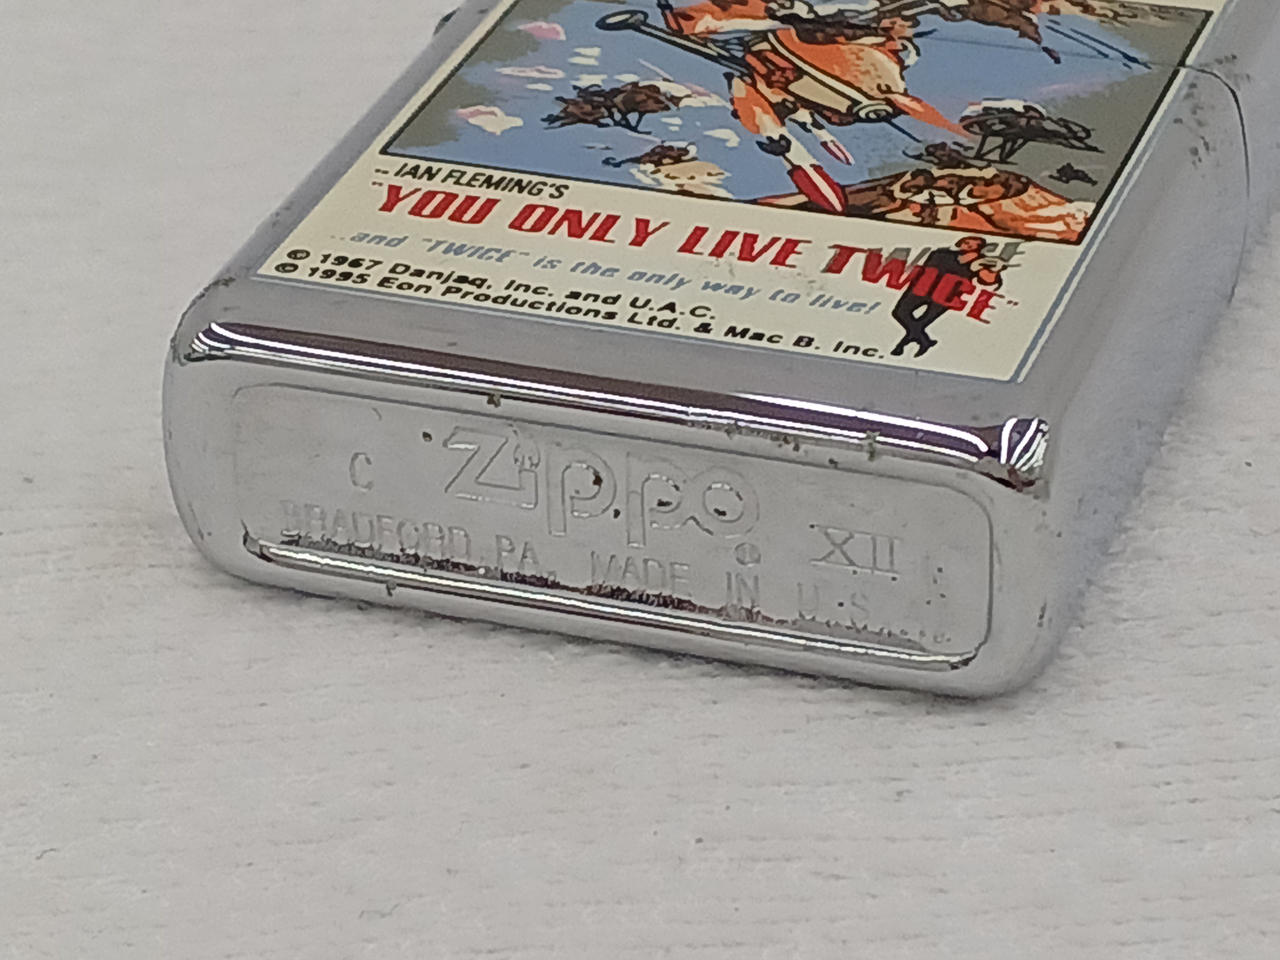 ... IAN FLEMING'S
"YOU ONLY LIVE TWICE"
...and "TWICE" is the only way to live!
© 1967 Danjaq, Inc. and U.A.C.
© 1995 Eon Productions Ltd. & Mac B. Inc.
C Zippo XII
BRADFORD, PA. MADE IN U.S.